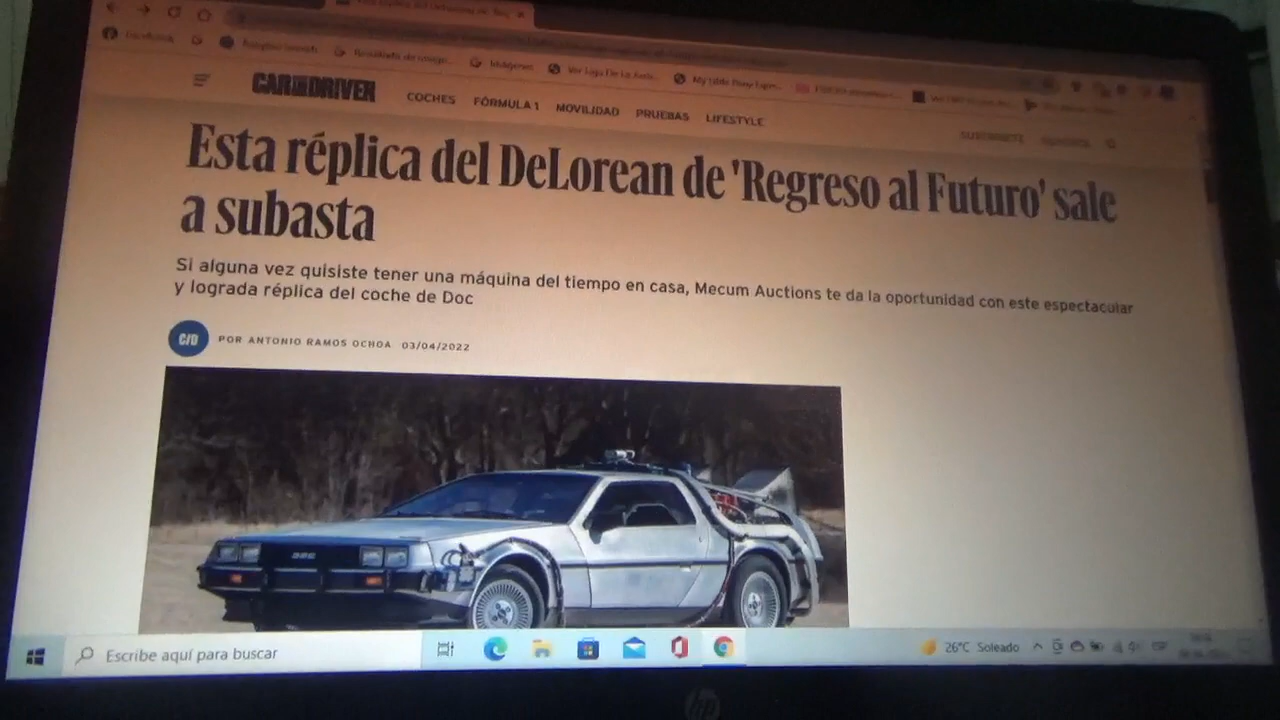 Facebook
CAR AND DRIVER
COCHES FÓRMULA 1 MOVILIDAD PRUEBAS LIFESTYLE
Esta réplica del DeLorean de 'Regreso al Futuro' sale
a subasta
Si alguna vez quisiste tener una máquina del tiempo en casa, Mecum Auctions te da la oportunidad con este espectacular
y lograda réplica del coche de Doc
C/D POR ANTONIO RAMOS OCHOA 03/04/2022
DMC
Escribe aquí para buscar 26°C Soleado
hp